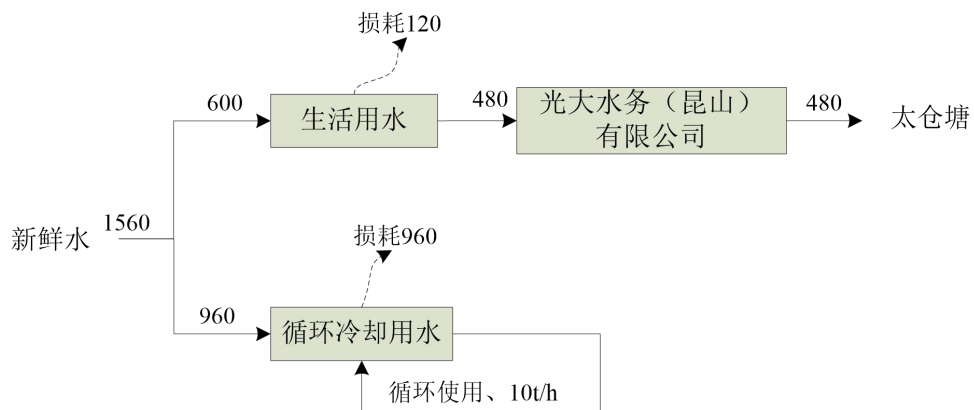 损耗120
600
生活用水
480
光大水务（昆山）
有限公司
480
太仓塘
新鲜水
1560
损耗960
960
循环冷却用水
循环使用、10t/h